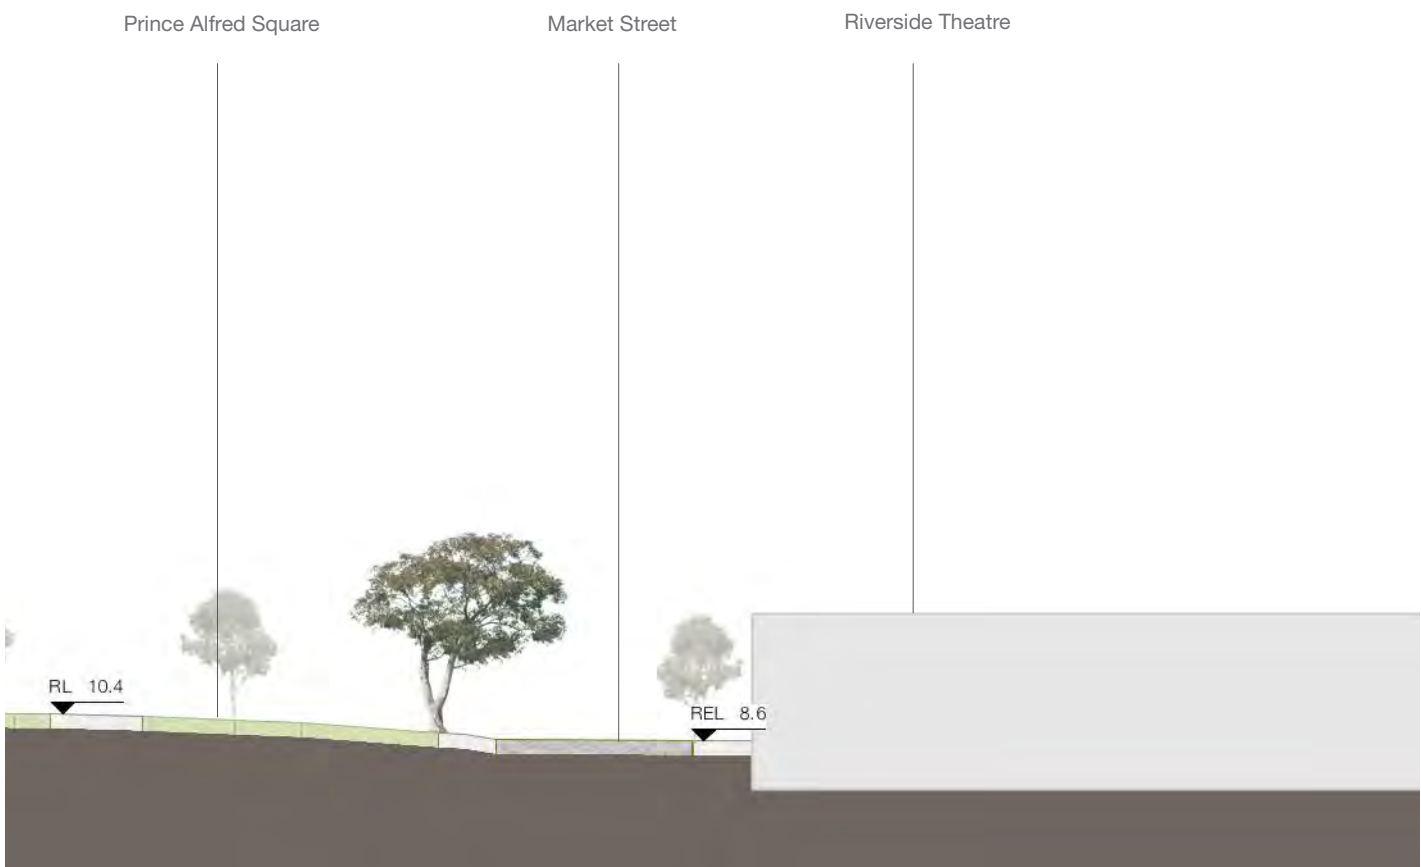 Prince Alfred Square
Market Street
Riverside Theatre
RL 10.4
REL 8.6